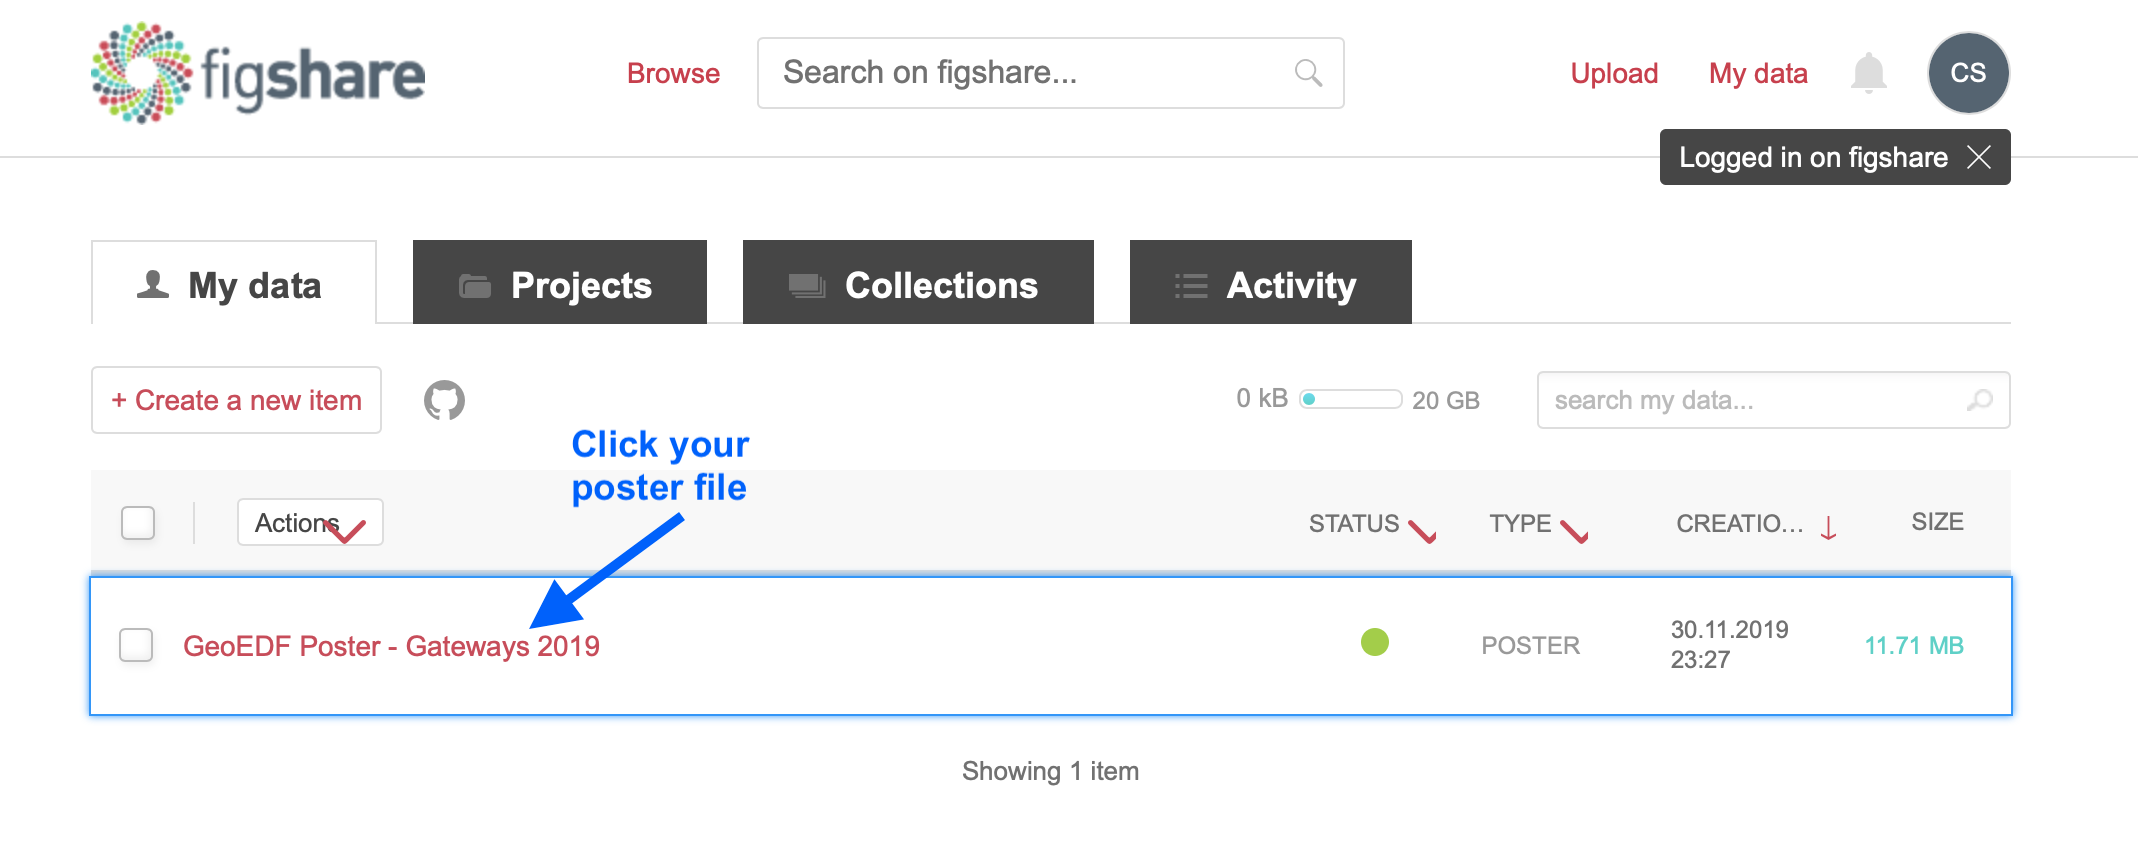 figshare
Browse
Search on figshare...
Upload
My data
CS
Logged in on figshare
My data
Projects
Collections
Activity
+ Create a new item
0 kB
20 GB
search my data...
Click your
poster file
Actions
STATUS
TYPE
CREATIO...
SIZE
GeoEDF Poster - Gateways 2019
POSTER
30.11.2019
23:27
11.71 MB
Showing 1 item